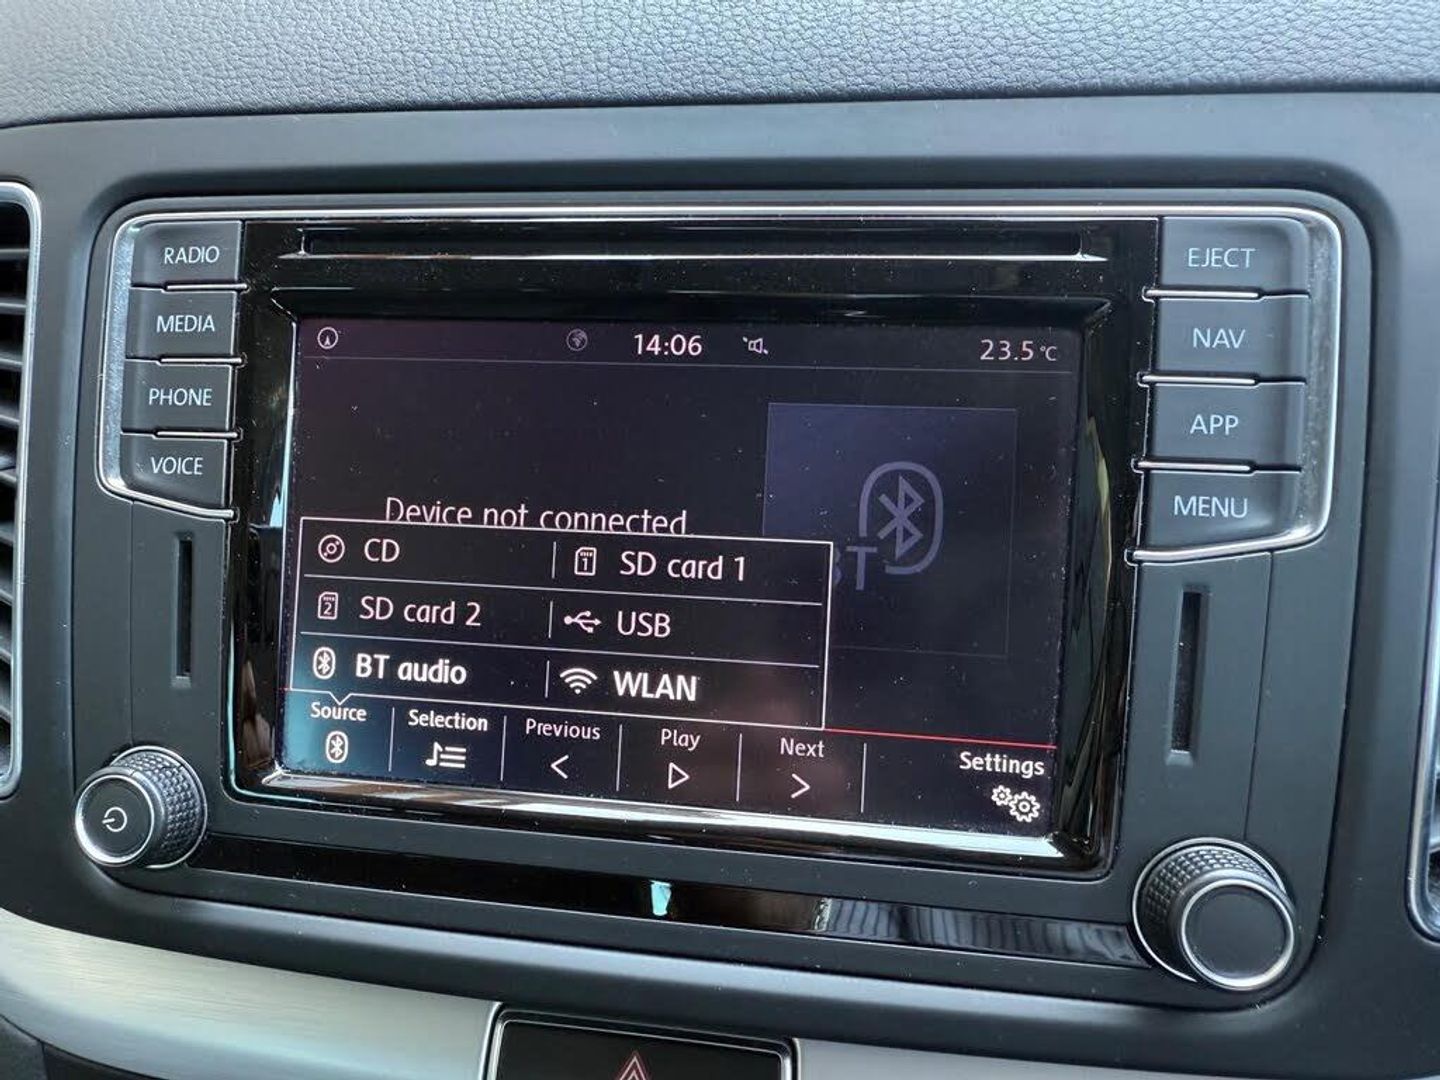 RADIO
MEDIA
PHONE
VOICE
EJECT
NAV
APP
MENU
14:06
23.5 °C
Device not connected.
BT
CD
SD card 1
SD card 2
USB
BT audio
WLAN
Source
Selection
Previous
Play
Next
Settings